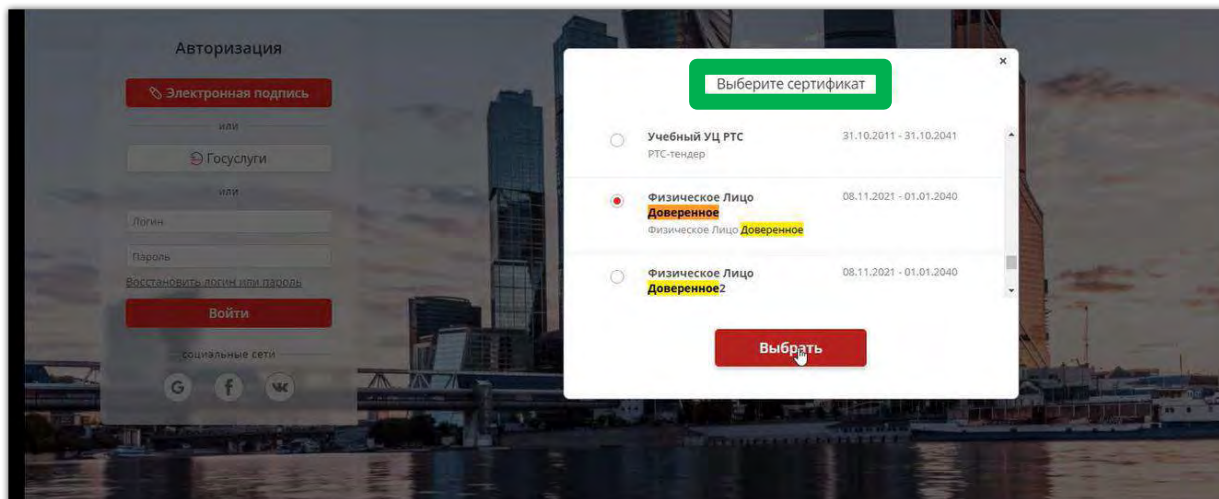 Авторизация
Электронная подпись
или
Госуслуги
или
Логин
Пароль
Восстановить логин или пароль
Войти
социальные сети
G f
×
Выберите сертификат
Учебный УЦ РТС 31.10.2011 - 31.10.2041
РТС-тендер
Физическое Лицо 08.11.2021 - 01.01.2040
Доверенное
Физическое Лицо Доверенное
Физическое Лицо 08.11.2021 - 01.01.2040
Доверенное2
Выбрать